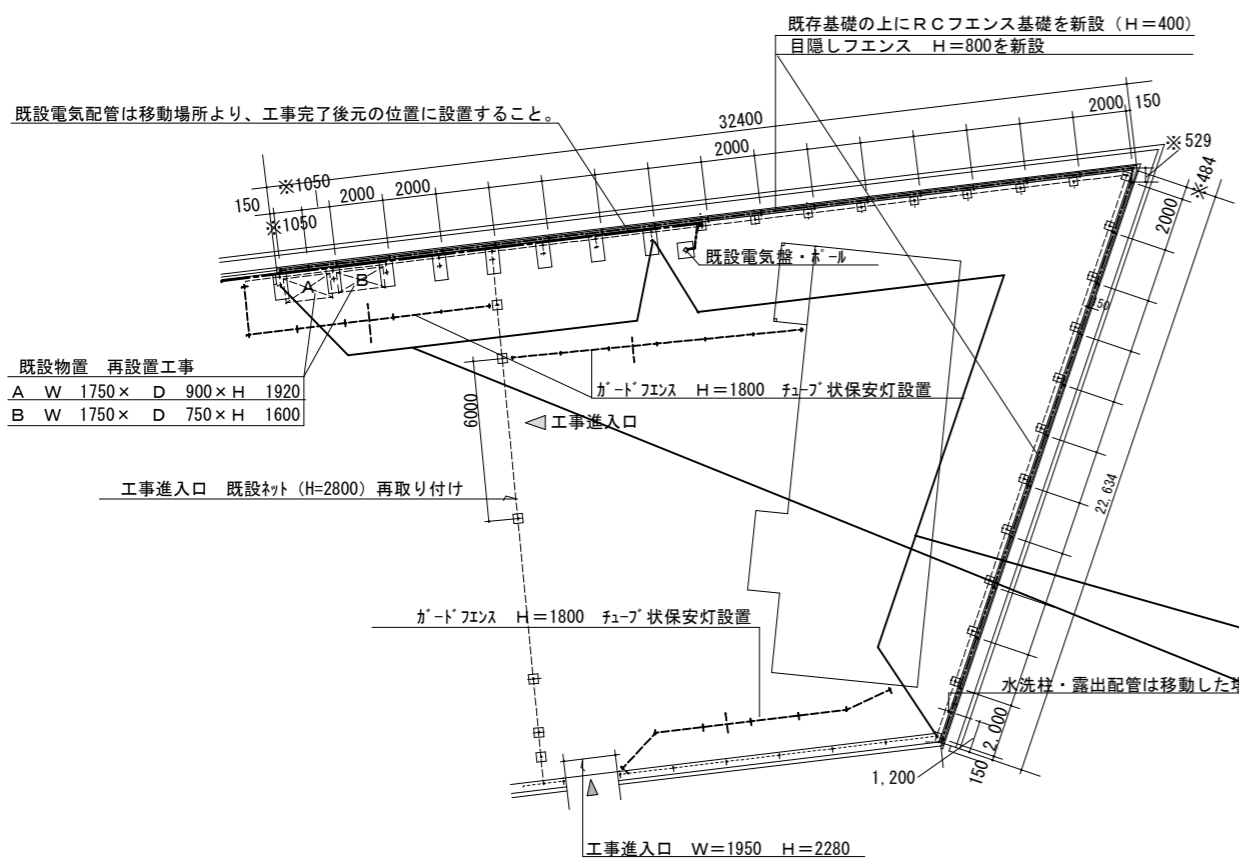 既存基礎の上にRCフェンス基礎を新設（H=400）
目隠しフェンス H=800を新設
既設電気配管は移動場所より、工事完了後元の位置に設置すること。
32400
2000
150
2000
※529
※484
2000
※1050
150
2000
2000
※1050
既設電気盤・ポール
A
B
50
既設物置 再設置工事
A W 1750× D 900×H 1920
B W 1750× D 750×H 1600
ガードフェンス H=1800 チューブ状保安灯設置
6000
工事進入口
工事進入口 既設ネット（H=2800）再取り付け
22,634
ガードフェンス H=1800 チューブ状保安灯設置
水洗柱・露出配管は移動した
2,000
150
1,200
工事進入口 W=1950 H=2280